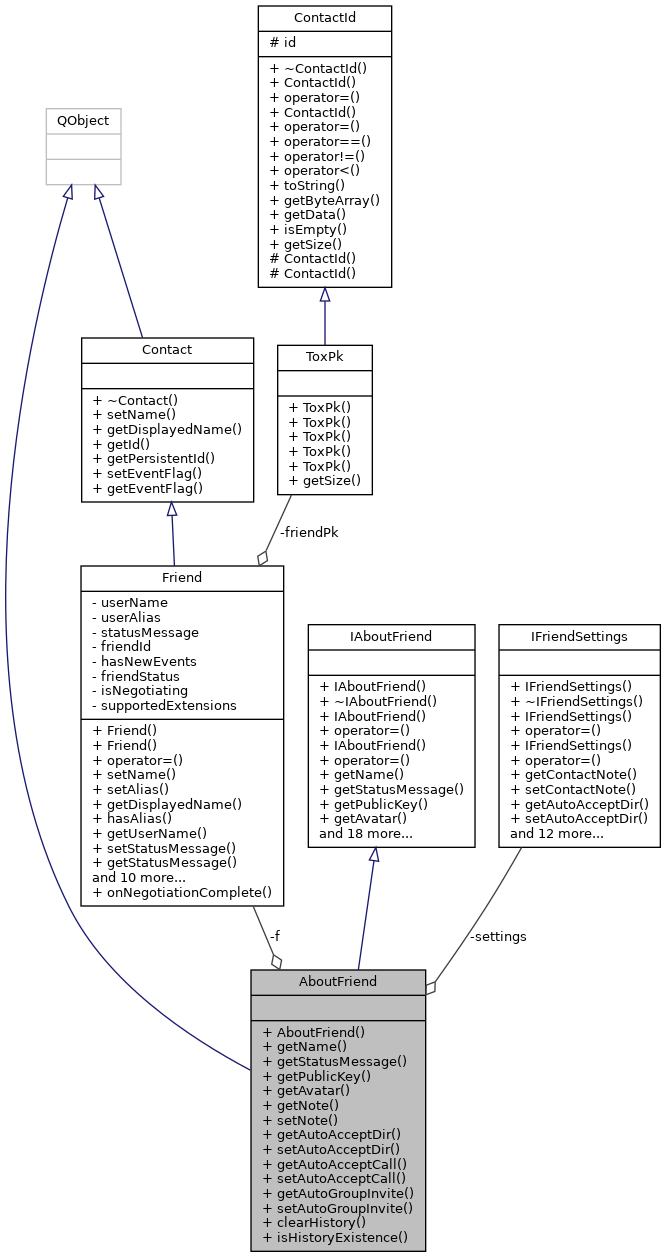 ContactId
# id
+ ~ContactId()
+ ContactId()
+ operator=()
+ ContactId()
+ operator=()
+ operator==()
+ operator!=()
+ operator<()
+ toString()
+ getByteArray()
+ getData()
+ isEmpty()
+ getSize()
# ContactId()
# ContactId()
QObject
Contact
+ ~Contact()
+ setName()
+ getDisplayedName()
+ getId()
+ getPersistentId()
+ setEventFlag()
+ getEventFlag()
ToxPk
+ ToxPk()
+ ToxPk()
+ ToxPk()
+ ToxPk()
+ ToxPk()
+ getSize()
-friendPk
Friend
- userName
- userAlias
- statusMessage
- friendId
- hasNewEvents
- friendStatus
- isNegotiating
- supportedExtensions
+ Friend()
+ Friend()
+ operator=()
+ setName()
+ setAlias()
+ getDisplayedName()
+ hasAlias()
+ getUserName()
+ setStatusMessage()
+ getStatusMessage()
and 10 more...
+ onNegotiationComplete()
IAboutFriend
+ IAboutFriend()
+ ~IAboutFriend()
+ IAboutFriend()
+ operator=()
+ IAboutFriend()
+ operator=()
+ getName()
+ getStatusMessage()
+ getPublicKey()
+ getAvatar()
and 18 more...
IFriendSettings
+ IFriendSettings()
+ ~IFriendSettings()
+ IFriendSettings()
+ operator=()
+ IFriendSettings()
+ operator=()
+ getContactNote()
+ setContactNote()
+ getAutoAcceptDir()
+ setAutoAcceptDir()
and 12 more...
-f
-settings
AboutFriend
+ AboutFriend()
+ getName()
+ getStatusMessage()
+ getPublicKey()
+ getAvatar()
+ getNote()
+ setNote()
+ getAutoAcceptDir()
+ setAutoAcceptDir()
+ getAutoAcceptCall()
+ setAutoAcceptCall()
+ getAutoGroupInvite()
+ setAutoGroupInvite()
+ clearHistory()
+ isHistoryExistence()